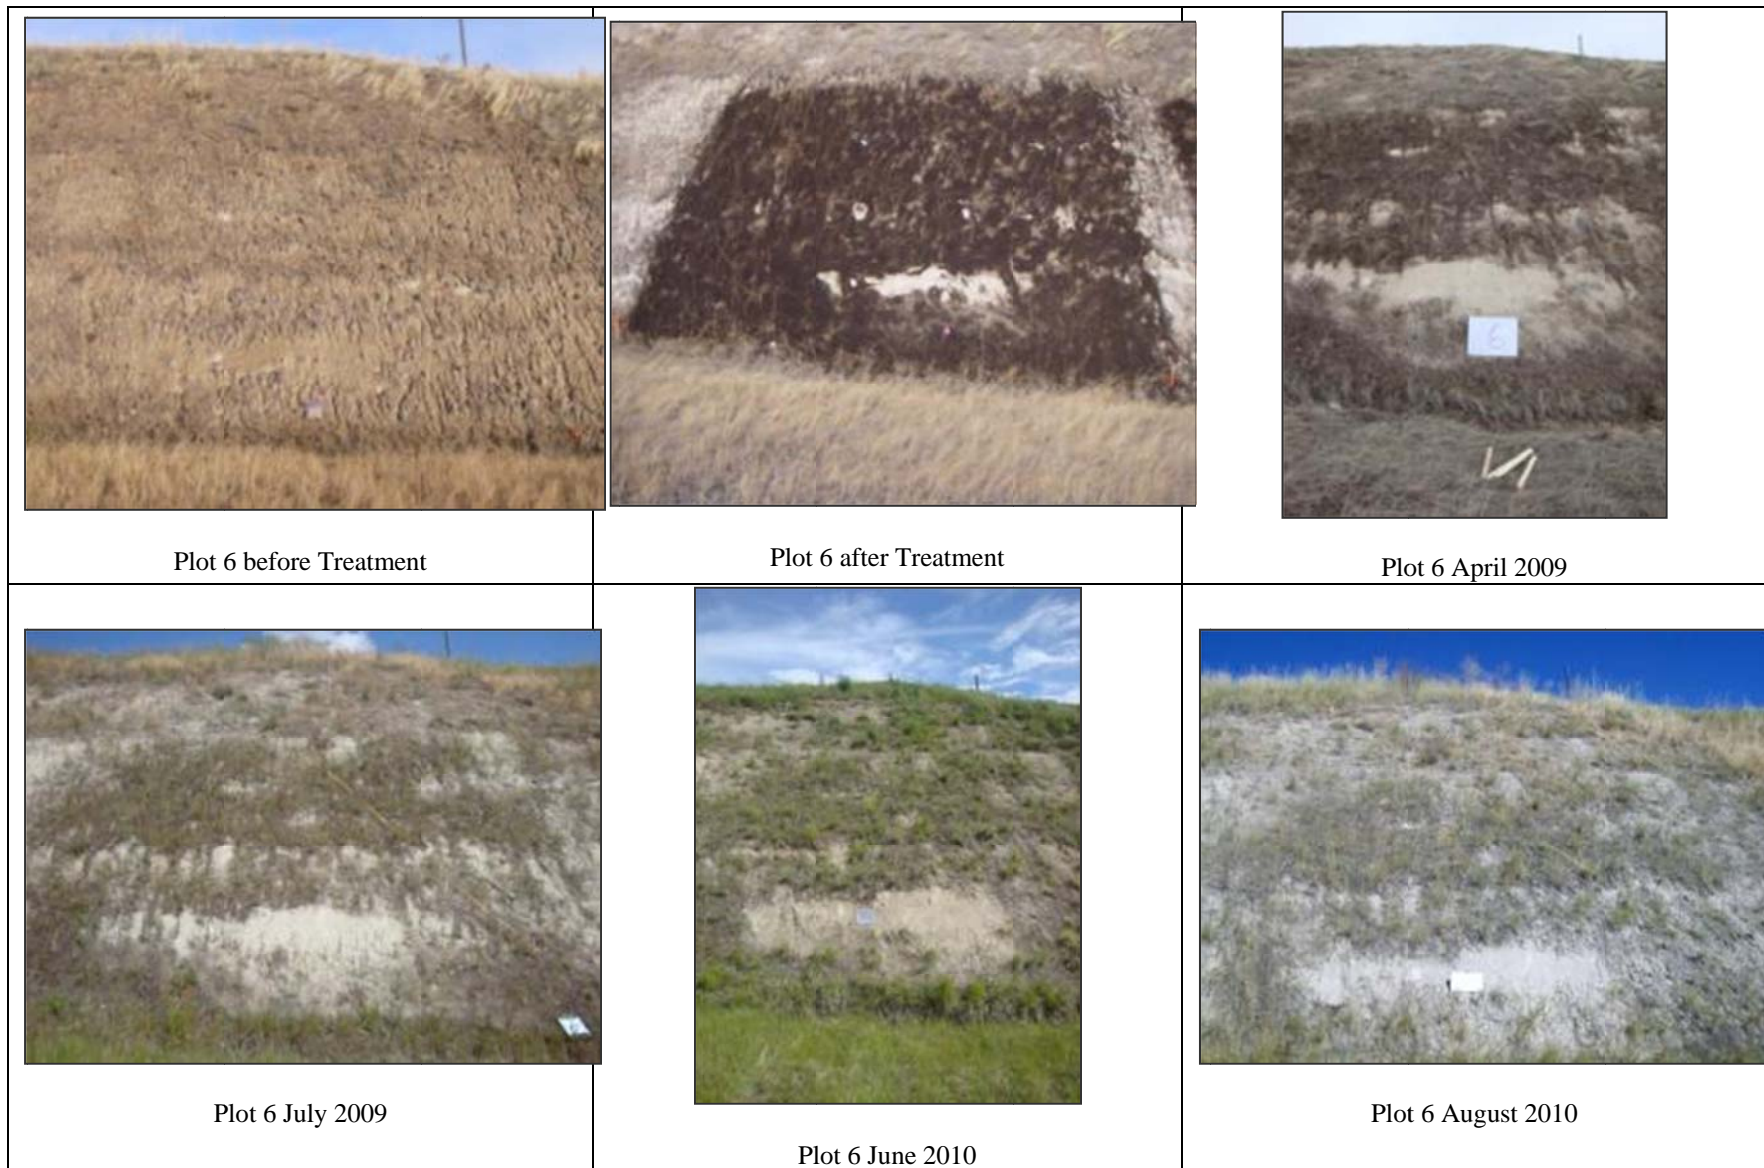 Plot 6 before Treatment
Plot 6 after Treatment
6
Plot 6 April 2009
Plot 6 July 2009
Plot 6 June 2010
Plot 6 August 2010